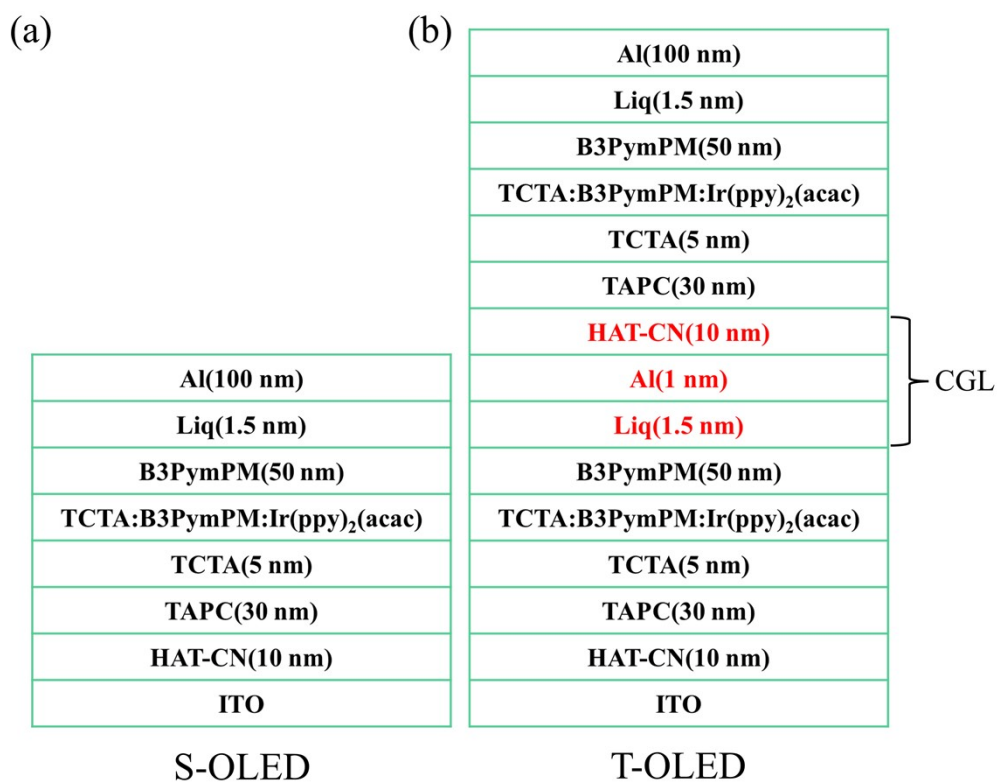 (a)
Al(100 nm)
Liq(1.5 nm)
B3PymPM(50 nm)
TCTA:B3PymPM:Ir(ppy)₂(acac)
TCTA(5 nm)
TAPC(30 nm)
HAT-CN(10 nm)
ITO
S-OLED
(b)
Al(100 nm)
Liq(1.5 nm)
B3PymPM(50 nm)
TCTA:B3PymPM:Ir(ppy)₂(acac)
TCTA(5 nm)
TAPC(30 nm)
HAT-CN(10 nm)
Al(1 nm)
Liq(1.5 nm)
CGL
B3PymPM(50 nm)
TCTA:B3PymPM:Ir(ppy)₂(acac)
TCTA(5 nm)
TAPC(30 nm)
HAT-CN(10 nm)
ITO
T-OLED